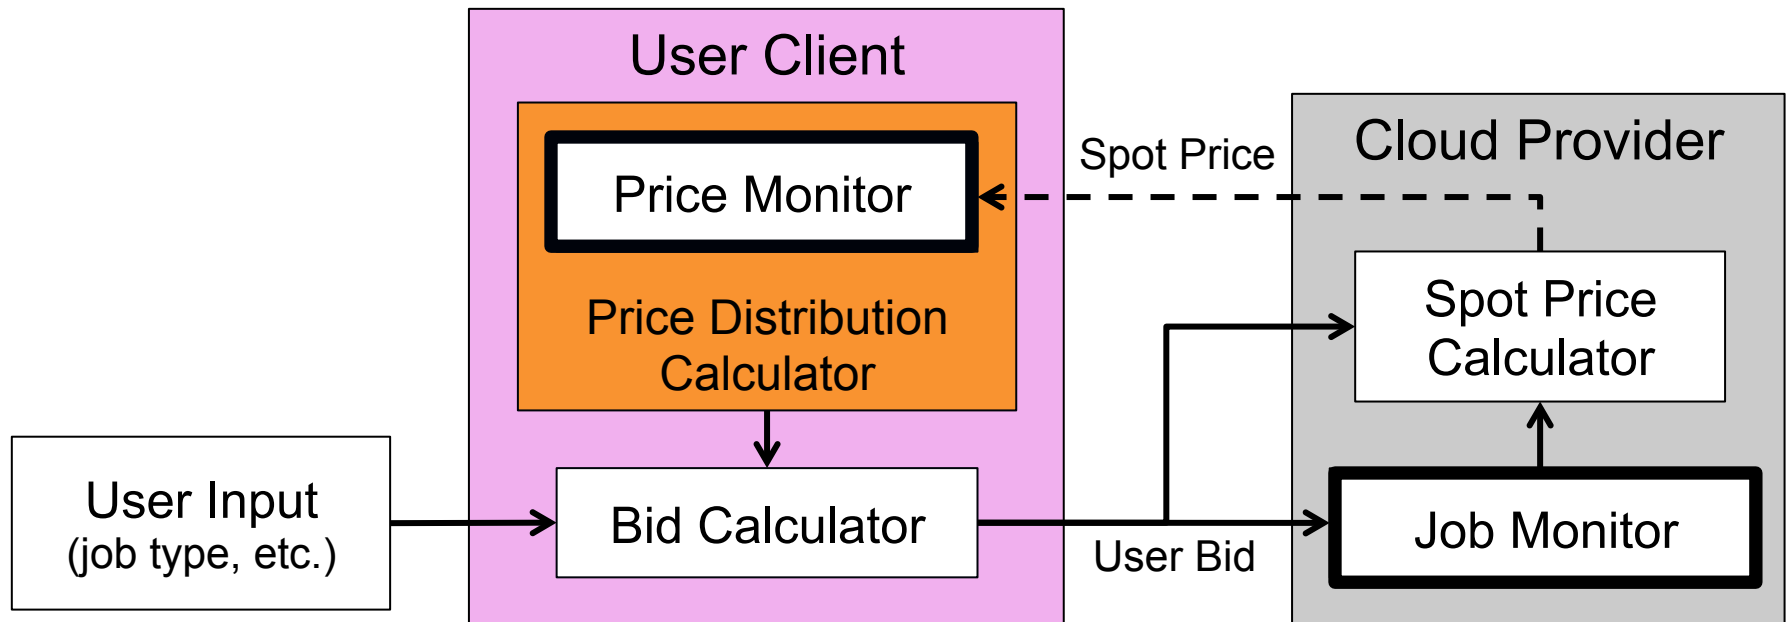 User Client
Price Monitor
Price Distribution
Calculator
Spot Price
Cloud Provider
Spot Price
Calculator
User Input
(job type, etc.)
Bid Calculator
User Bid
Job Monitor